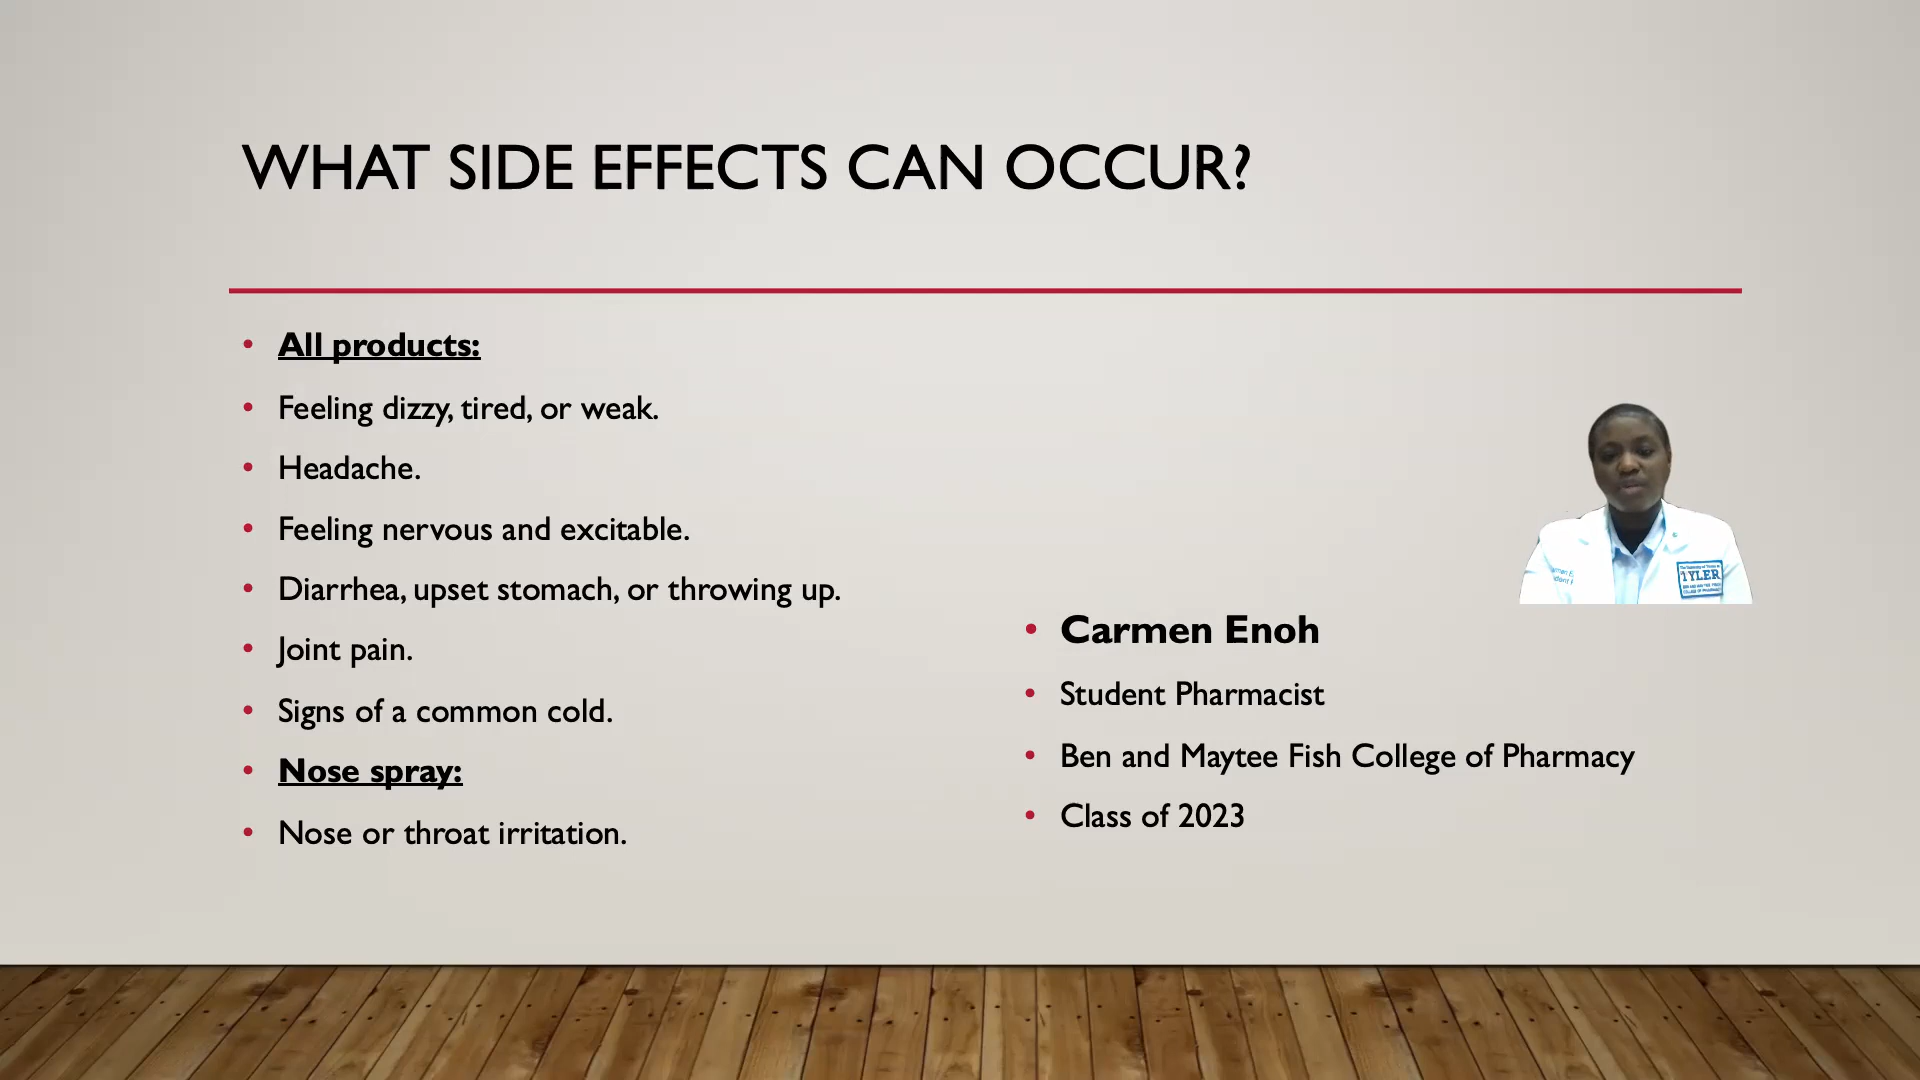 WHAT SIDE EFFECTS CAN OCCUR?
• All products:
• Feeling dizzy, tired, or weak.
• Headache.
• Feeling nervous and excitable.
• Diarrhea, upset stomach, or throwing up.
• Joint pain.
• Signs of a common cold.
• Nose spray:
• Nose or throat irritation.
• Carmen Enoh
• Student Pharmacist
• Ben and Maytee Fish College of Pharmacy
• Class of 2023
TYLER